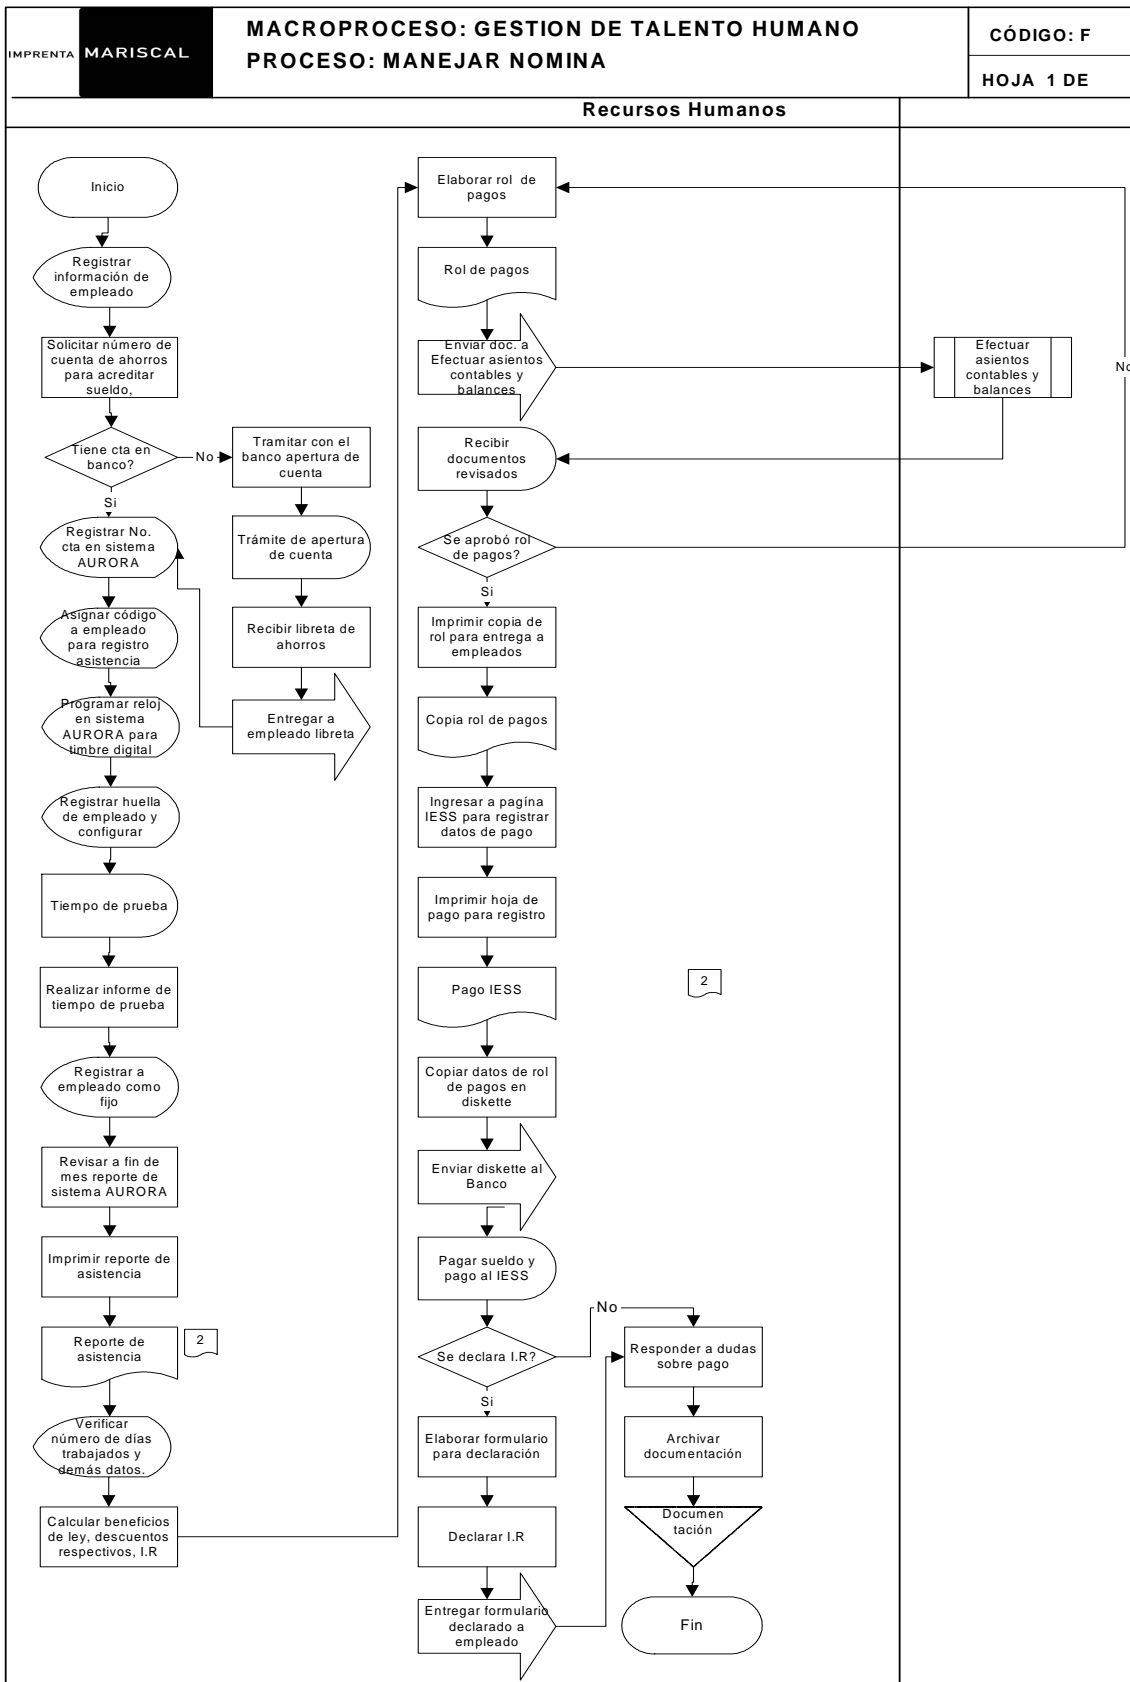 IMPRENTA MARISCAL
MACROPROCESO: GESTION DE TALENTO HUMANO
PROCESO: MANEJAR NOMINA
CÓDIGO: F
HOJA 1 DE
Recursos Humanos
Inicio
Registrar
información de
empleado
Solicitar número de
cuenta de ahorros
para acreditar
sueldo,
Tiene cta en
banco?
No
Si
Tramitar con el
banco apertura de
cuenta
Trámite de apertura
de cuenta
Recibir libreta de
ahorros
Entregar a
empleado libreta
Registrar No.
cta en sistema
AURORA
Asignar código
a empleado
para registro
asistencia
Programar reloj
en sistema
AURORA para
timbre digital
Registrar huella
de empleado y
configurar
Tiempo de prueba
Realizar informe de
tiempo de prueba
Registrar a
empleado como
fijo
Revisar a fin de
mes reporte de
sistema AURORA
Imprimir reporte de
asistencia
Reporte de
asistencia
2
Verificar
número de días
trabajados y
demás datos.
Calcular beneficios
de ley, descuentos
respectivos, I.R
Elaborar rol de
pagos
Rol de pagos
Enviar doc. a
Efectuar asientos
contables y
balances
Efectuar
asientos
contables y
balances
No
Recibir
documentos
revisados
Se aprobó rol
de pagos?
Si
Imprimir copia de
rol para entrega a
empleados
Copia rol de pagos
Ingresar a pagína
IESS para registrar
datos de pago
Imprimir hoja de
pago para registro
Pago IESS
2
Copiar datos de rol
de pagos en
diskette
Enviar diskette al
Banco
Pagar sueldo y
pago al IESS
Se declara I.R?
No
Si
Elaborar formulario
para declaración
Declarar I.R
Entregar formulario
declarado a
empleado
Responder a dudas
sobre pago
Archivar
documentación
Documen
tación
Fin